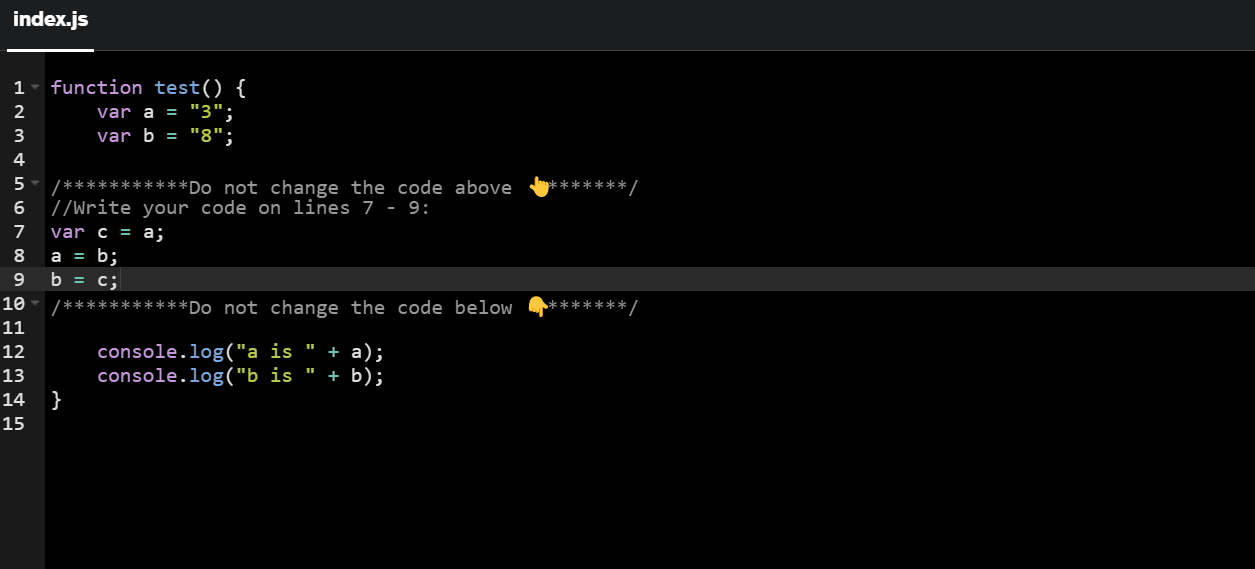 index.js
1 function test() {
2     var a = "3";
3     var b = "8";
4
5 /***********Do not change the code above 👆*******/
6 //Write your code on lines 7 - 9:
7 var c = a;
8 a = b;
9 b = c;
10 /***********Do not change the code below 👇*******/
11
12     console.log("a is " + a);
13     console.log("b is " + b);
14 }
15